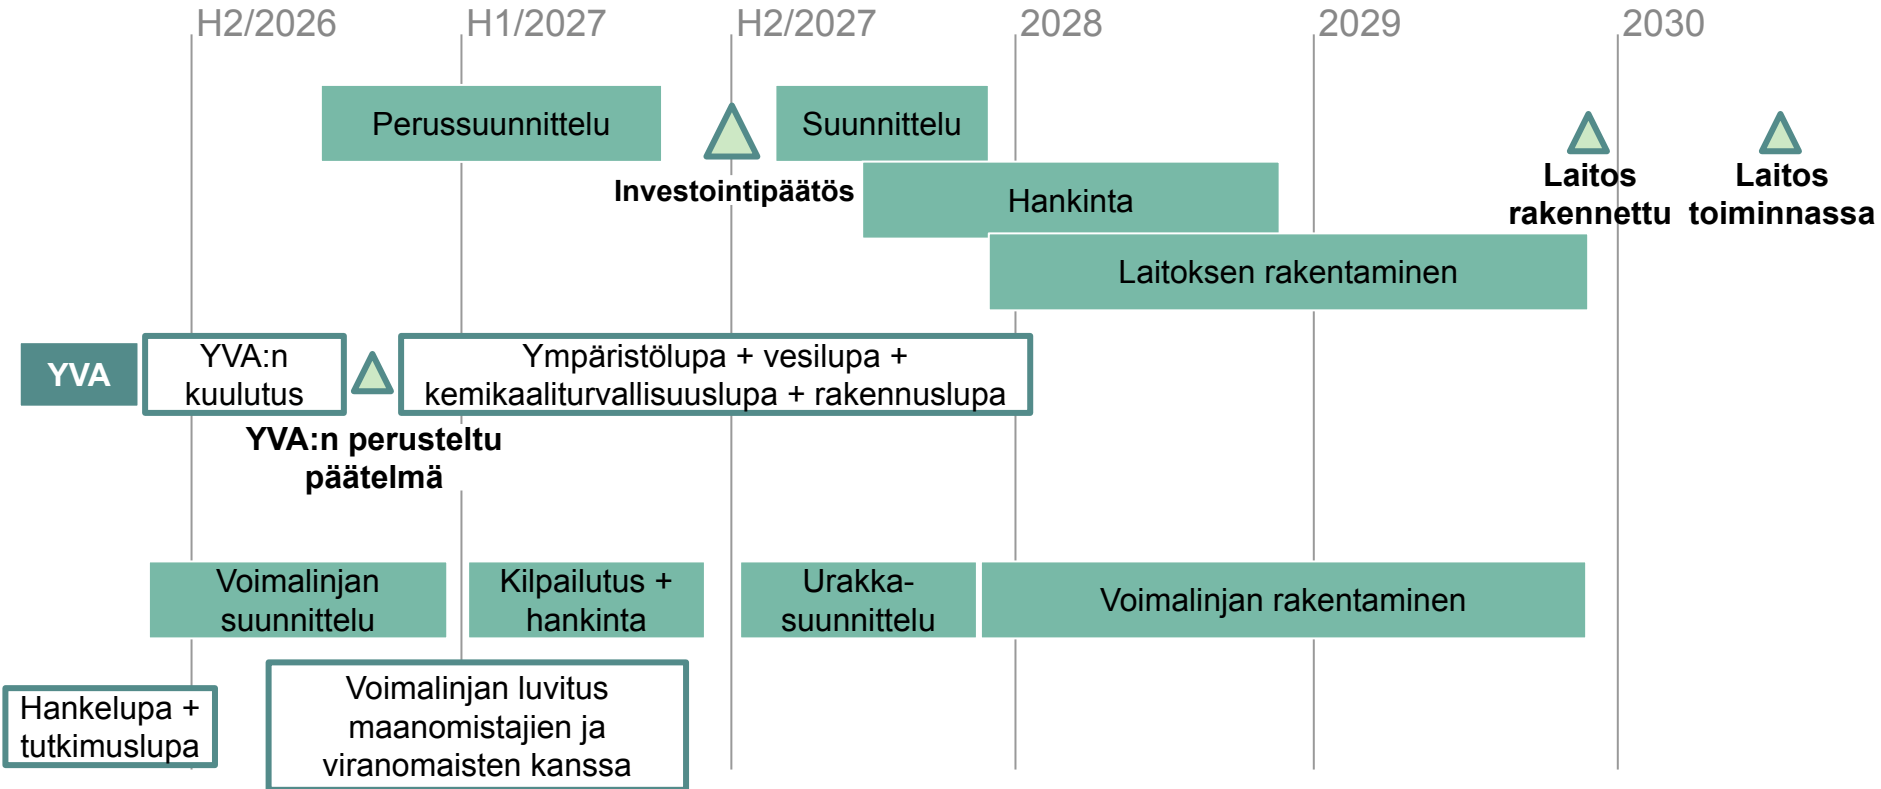 H2/2026
H1/2027
H2/2027
2028
2029
2030
Perussuunnittelu
Suunnittelu
Investointipäätös
Hankinta
Laitos
rakennettu
Laitos
toiminnassa
Laitoksen rakentaminen
YVA
YVA:n
kuulutus
Ympäristölupa + vesilupa +
kemikaaliturvallisuuslupa + rakennuslupa
YVA:n perusteltu
päätelmä
Voimalinjan
suunnittelu
Kilpailutus +
hankinta
Urakka-
suunnittelu
Voimalinjan rakentaminen
Hankelupa +
tutkimuslupa
Voimalinjan luvitus
maanomistajien ja
viranomaisten kanssa